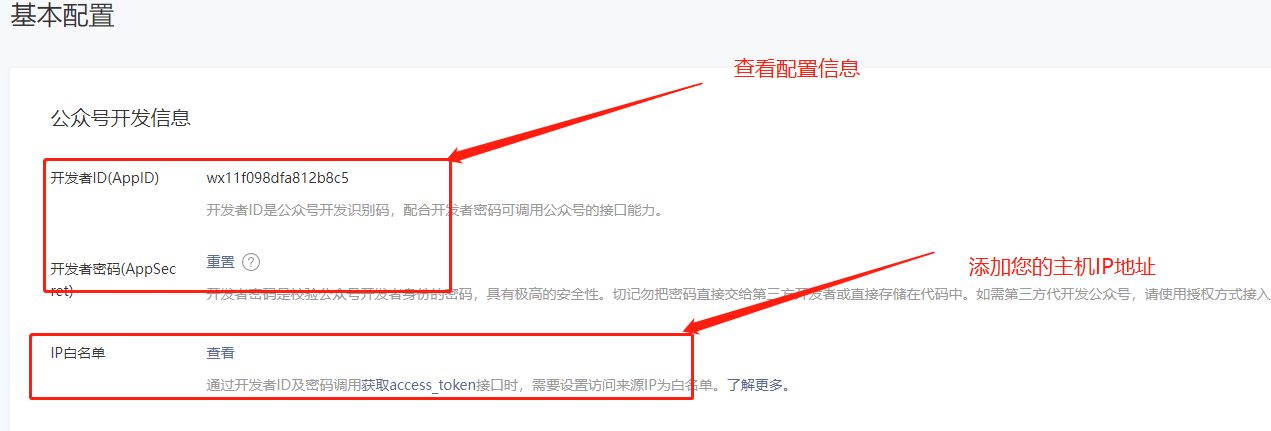 基本配置
查看配置信息
公众号开发信息
开发者ID(AppID) wx11f098dfa812b8c5
开发者ID是公众号开发识别码，配合开发者密码可调用公众号的接口能力。
开发者密码(AppSec 重置 ?
添加您的主机IP地址
ret) 开发者密码是校验公众号开发者身份的密码，具有极高的安全性。切记勿把密码直接交给第三方开发者或直接存储在代码中。如需第三方代开发公众号，请使用授权方式接入
IP白名单 查看
通过开发者ID及密码调用获取access_token接口时，需要设置访问来源IP为白名单。了解更多。